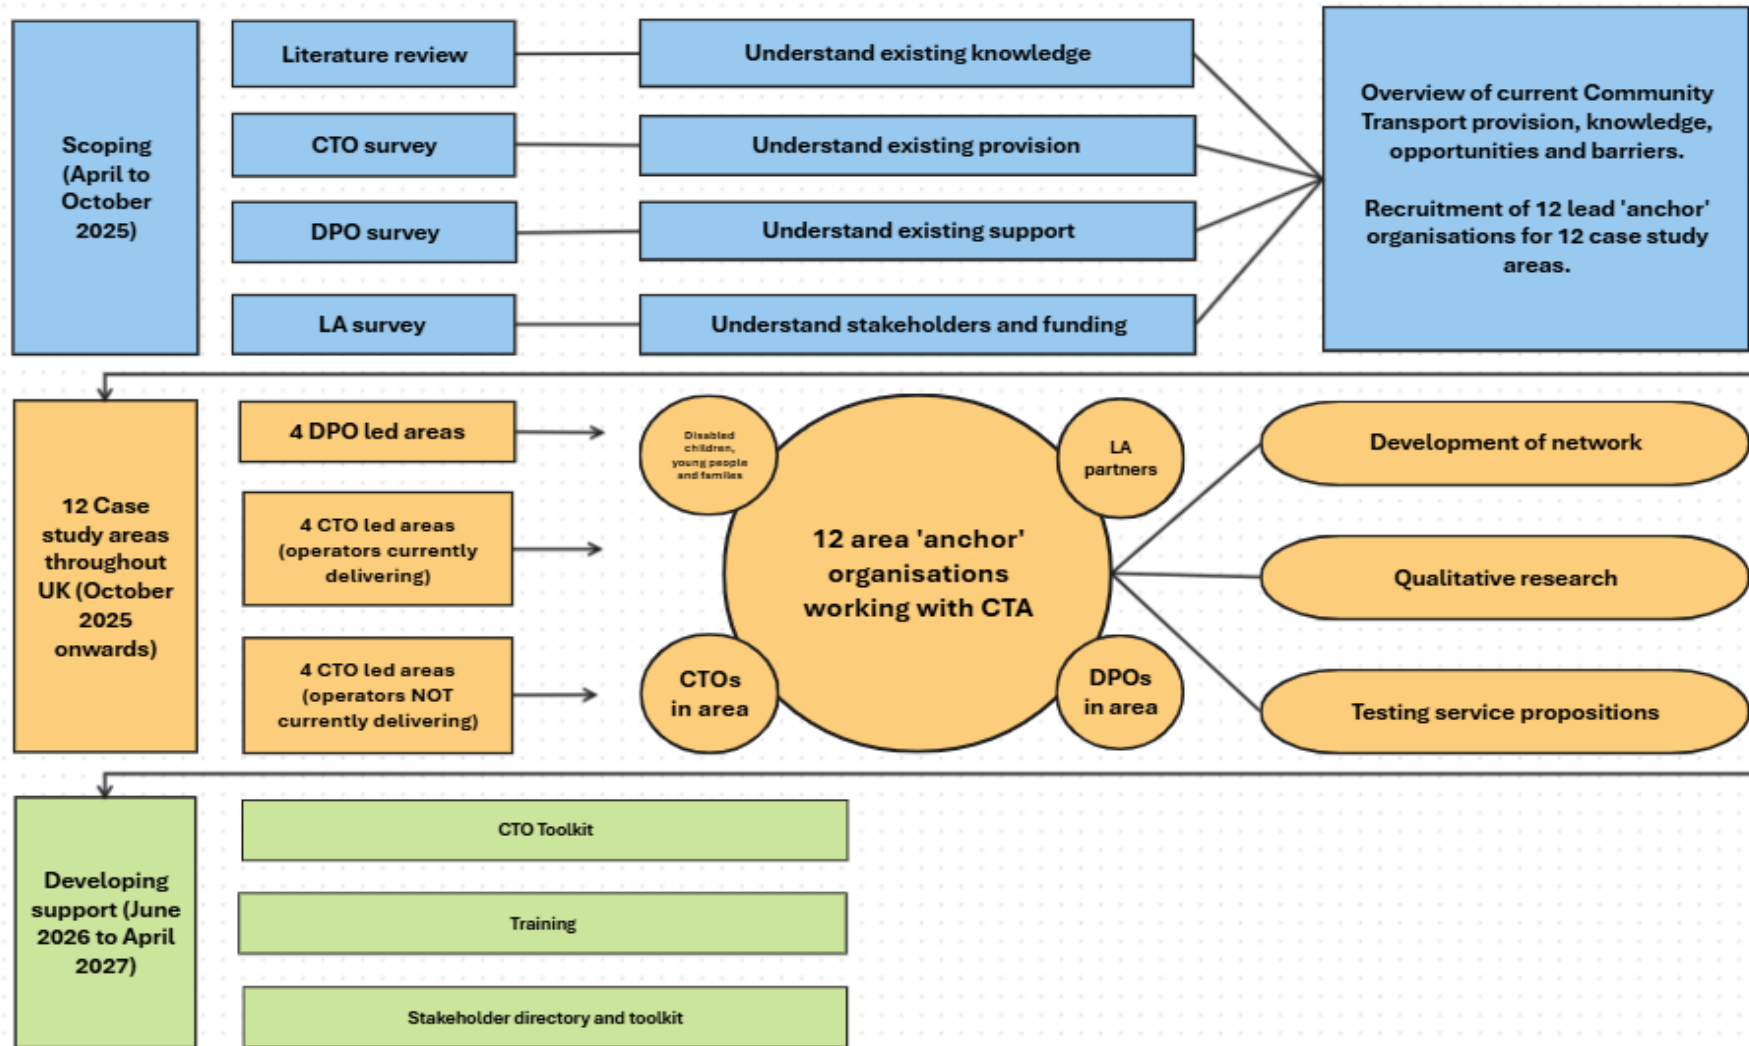 Scoping
(April to
October
2025)
Literature review
Understand existing knowledge
CTO survey
Understand existing provision
DPO survey
Understand existing support
LA survey
Understand stakeholders and funding
Overview of current Community
Transport provision, knowledge,
opportunities and barriers.
Recruitment of 12 lead 'anchor'
organisations for 12 case study
areas.
12 Case
study areas
throughout
UK (October
2025
onwards)
4 DPO led areas
4 CTO led areas
(operators currently
delivering)
4 CTO led areas
(operators NOT
currently delivering)
Disabled
children,
young people
and familes
LA
partners
12 area 'anchor'
organisations
working with CTA
CTOs
in area
DPOs
in area
Development of network
Qualitative research
Testing service propositions
Developing
support (June
2026 to April
2027)
CTO Toolkit
Training
Stakeholder directory and toolkit